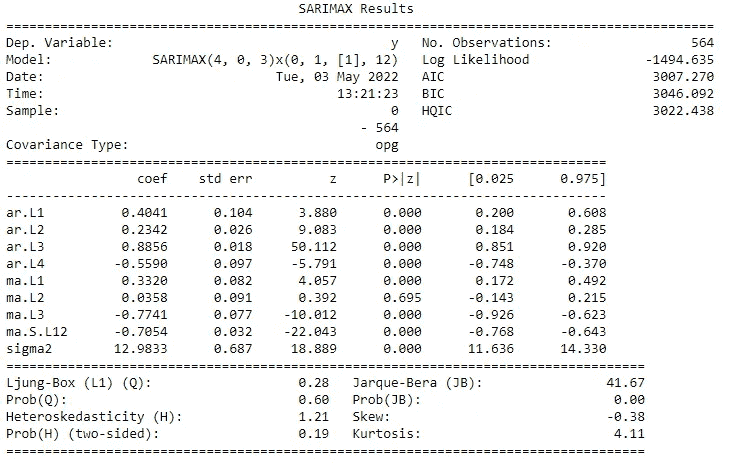 SARIMAX Results
==============================================================================
Dep. Variable: y No. Observations: 564
Model: SARIMAX(4, 0, 3)x(0, 1, [1], 12) Log Likelihood -1494.635
Date: Tue, 03 May 2022 AIC 3007.270
Time: 13:21:23 BIC 3046.092
Sample: 0 HQIC 3022.438
- 564
Covariance Type: opg
==============================================================================
coef std err z P>|z| [0.025 0.975]
------------------------------------------------------------------------------
ar.L1 0.4041 0.104 3.880 0.000 0.200 0.608
ar.L2 0.2342 0.026 9.083 0.000 0.184 0.285
ar.L3 0.8856 0.018 50.112 0.000 0.851 0.920
ar.L4 -0.5590 0.097 -5.791 0.000 -0.748 -0.370
ma.L1 0.3320 0.082 4.057 0.000 0.172 0.492
ma.L2 0.0358 0.091 0.392 0.695 -0.143 0.215
ma.L3 -0.7741 0.077 -10.012 0.000 -0.926 -0.623
ma.S.L12 -0.7054 0.032 -22.043 0.000 -0.768 -0.643
sigma2 12.9833 0.687 18.889 0.000 11.636 14.330
==============================================================================
Ljung-Box (L1) (Q): 0.28 Jarque-Bera (JB): 41.67
Prob(Q): 0.60 Prob(JB): 0.00
Heteroskedasticity (H): 1.21 Skew: -0.38
Prob(H) (two-sided): 0.19 Kurtosis: 4.11
==============================================================================